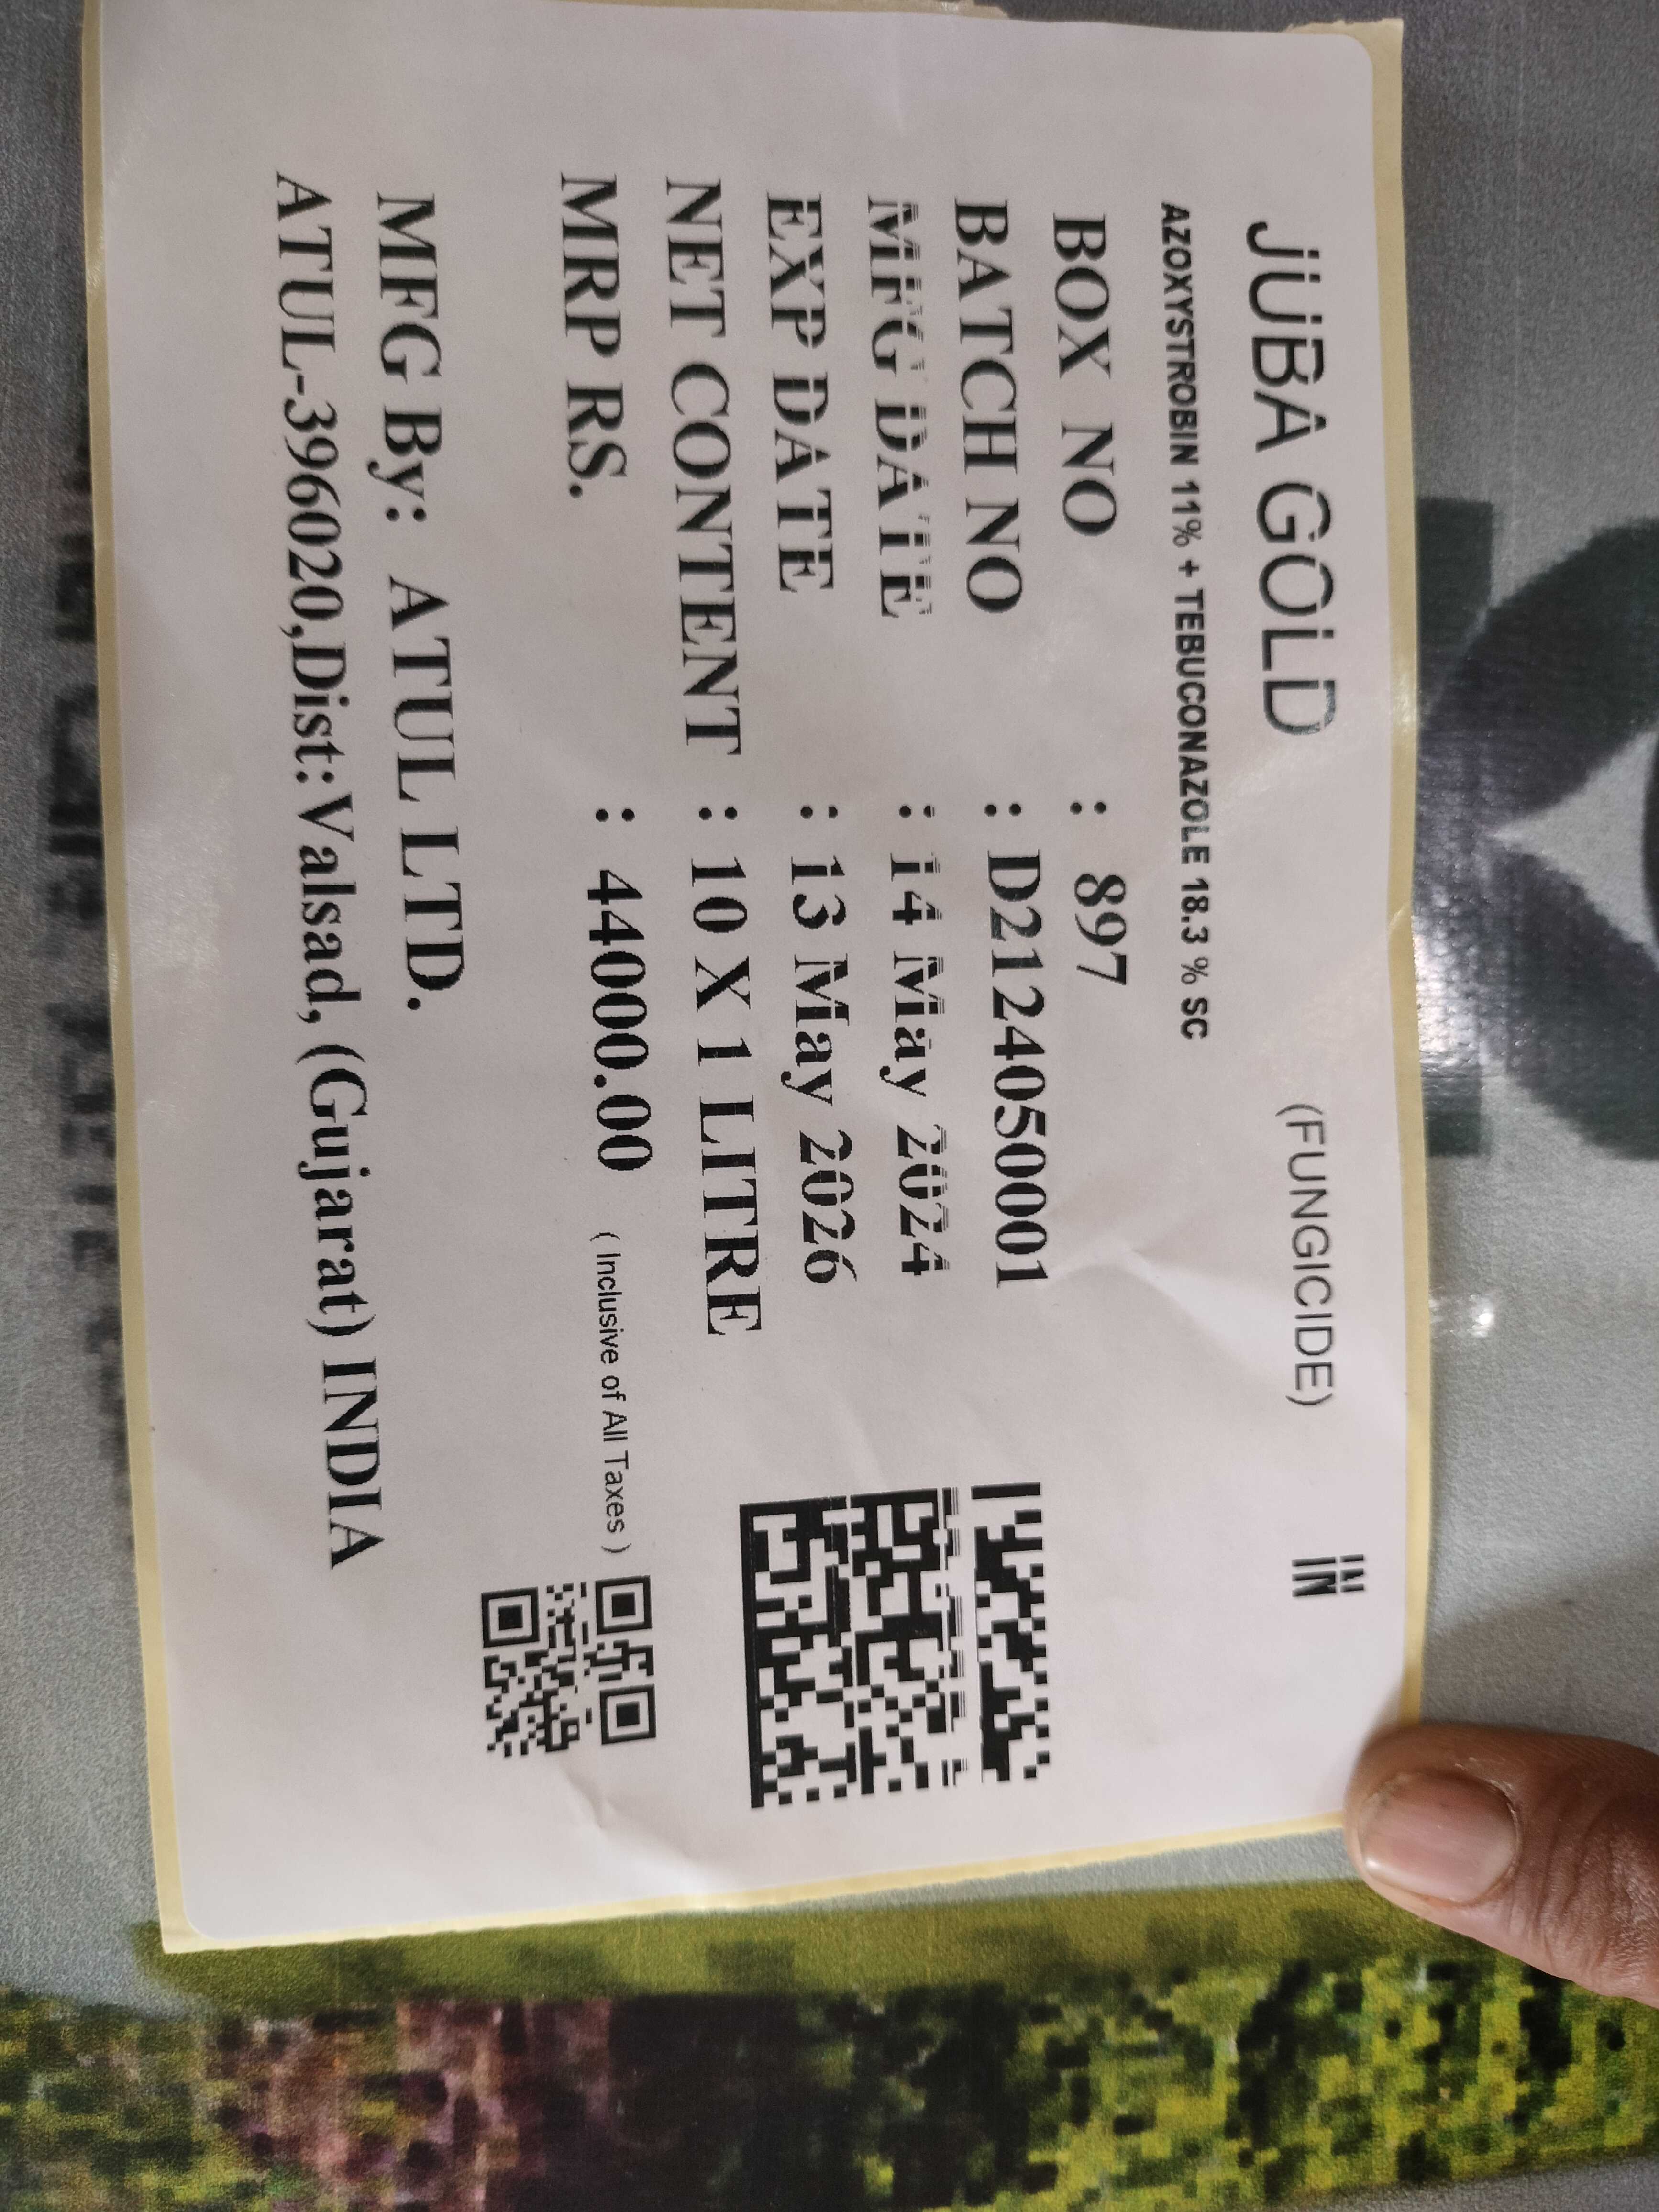 JUBA GOLD (FUNGICIDE) IN
AZOXYSTROBIN 11% + TEBUCONAZOLE 18.3 % SC
BOX NO : 897
BATCH NO : D2124050001
MFG DATE : 14 May 2024
EXP DATE : 13 May 2026
NET CONTENT : 10 X 1 LITRE
MRP RS. : 44000.00 ( Inclusive of All Taxes )
MFG By: ATUL LTD.
ATUL-396020,Dist:Valsad, (Gujarat) INDIA